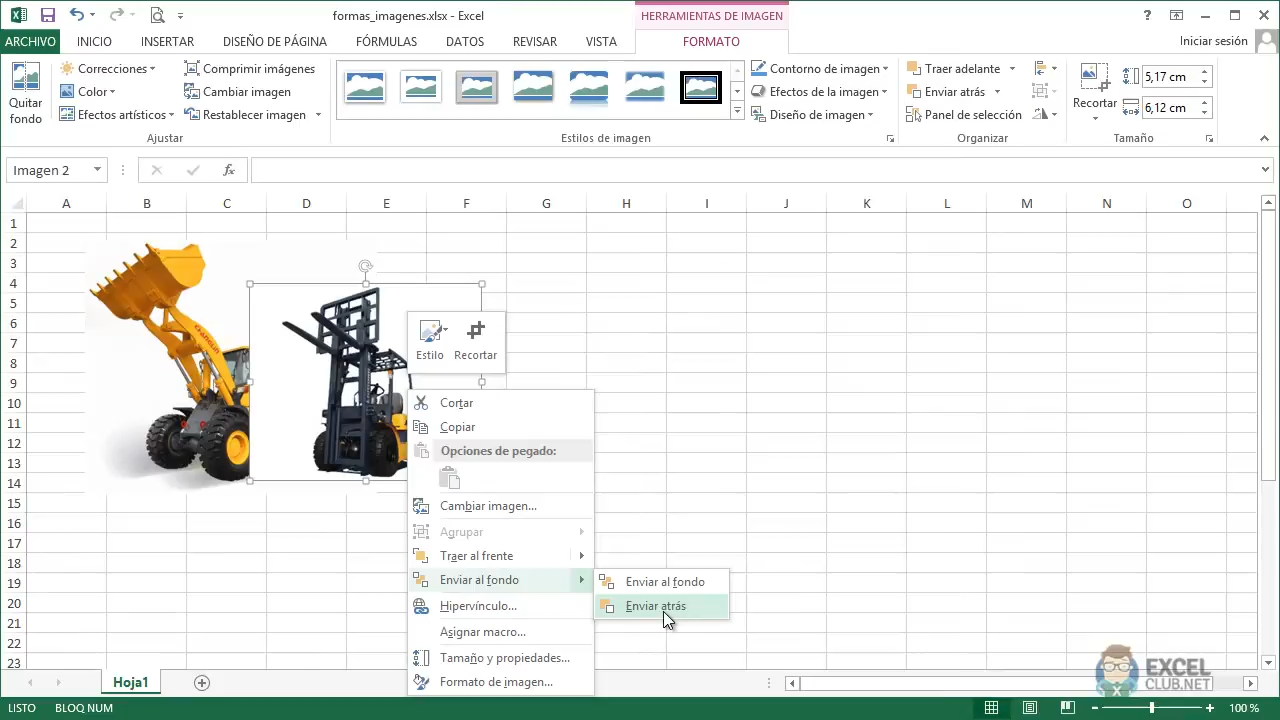 formas_imagenes.xlsx - Excel
HERRAMIENTAS DE IMAGEN
?
ARCHIVO INICIO INSERTAR DISEÑO DE PÁGINA FÓRMULAS DATOS REVISAR VISTA FORMATO Iniciar sesión
Quitar fondo
Correcciones
Color
Efectos artísticos
Comprimir imágenes
Cambiar imagen
Restablecer imagen
Ajustar
Contorno de imagen
Efectos de la imagen
Diseño de imagen
Estilos de imagen
Traer adelante
Enviar atrás
Panel de selección
Organizar
Recortar
5,17 cm
6,12 cm
Tamaño
Imagen 2
fx
A B C D E F G H I J K L M N O
1
2
3
4
5
6
7
8
9
10
11
12
13
14
15
16
17
18
19
20
21
22
23
CHANGLIN
Estilo Recortar
Cortar
Copiar
Opciones de pegado:
Cambiar imagen...
Agrupar
Traer al frente
Enviar al fondo
Hipervínculo...
Asignar macro...
Tamaño y propiedades...
Formato de imagen...
Enviar al fondo
Enviar atrás
EXCEL
CLUB.NET
Hoja1
LISTO BLOQ NUM 100 %